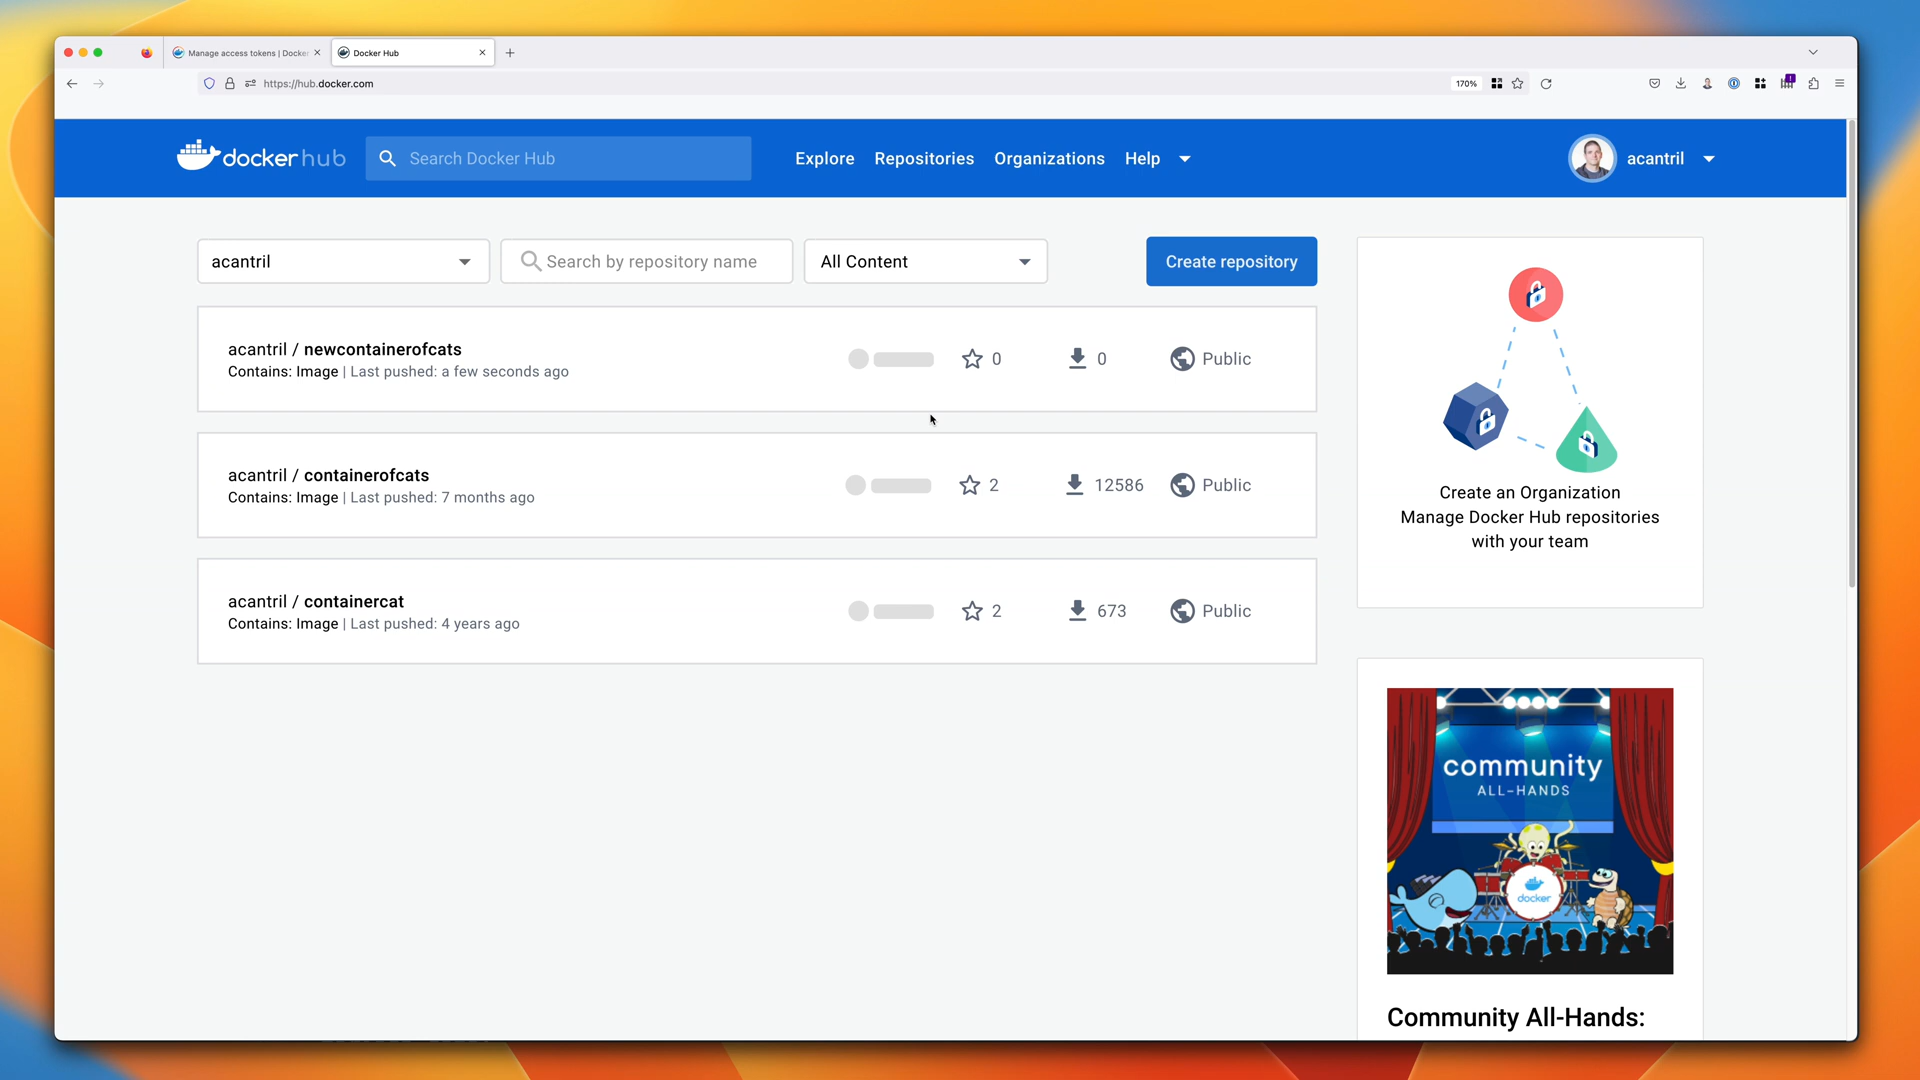 Manage access tokens | Docker
Docker Hub
https://hub.docker.com
170%
docker hub
Search Docker Hub
Explore
Repositories
Organizations
Help
acantril
acantril
Search by repository name
All Content
Create repository
acantril / newcontainerofcats
Contains: Image | Last pushed: a few seconds ago
0
0
Public
acantril / containerofcats
Contains: Image | Last pushed: 7 months ago
2
12586
Public
acantril / containercat
Contains: Image | Last pushed: 4 years ago
2
673
Public
Create an Organization
Manage Docker Hub repositories
with your team
community
ALL-HANDS
docker
Community All-Hands: